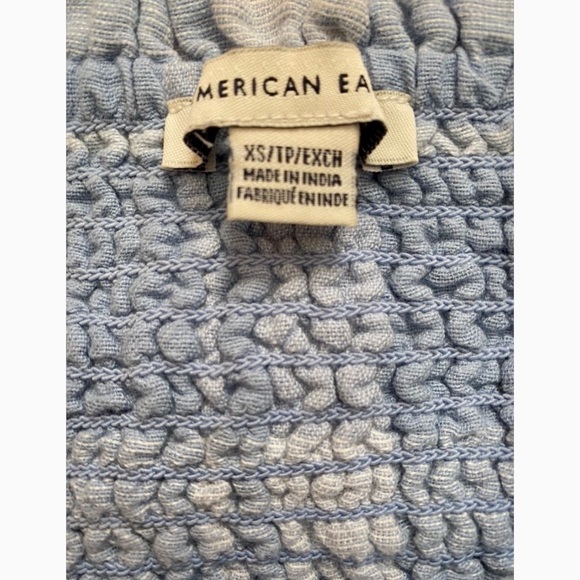 MERICAN EA
XS/TP/EXCH
MADE IN INDIA
FABRIQUÉ EN INDE